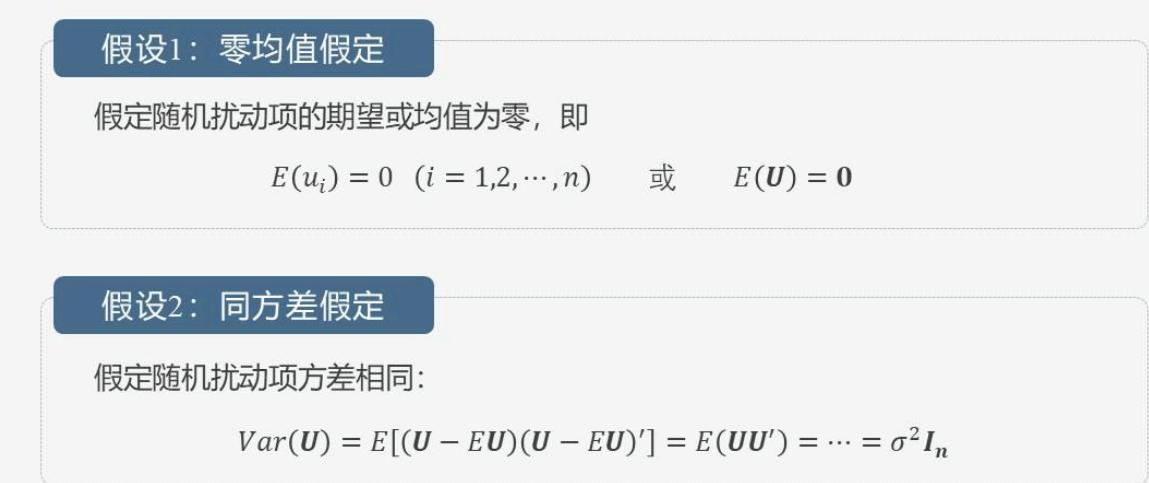 假设1：零均值假定
假定随机扰动项的期望或均值为零，即
E(uᵢ) = 0 (i = 1,2,⋯,n) 或 E(U) = 0
假设2：同方差假定
假定随机扰动项方差相同：
Var(U) = E[(U − EU)(U − EU)′] = E(UU′) = ⋯ = σ²Iₙ